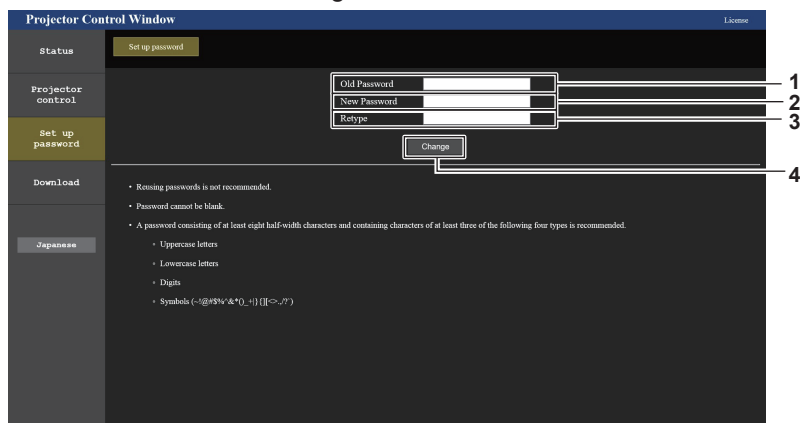 Projector Control Window
License
Status
Set up password
Projector
control
Set up
password
Download
Japanese
Old Password
1
New Password
2
Retype
3
Change
4
• Reusing passwords is not recommended.
• Password cannot be blank.
• A password consisting of at least eight half-width characters and containing characters of at least three of the following four types is recommended.
Uppercase letters
Lowercase letters
Digits
Symbols (~!@#$%^&*()_+|}{][<>.,/?`)